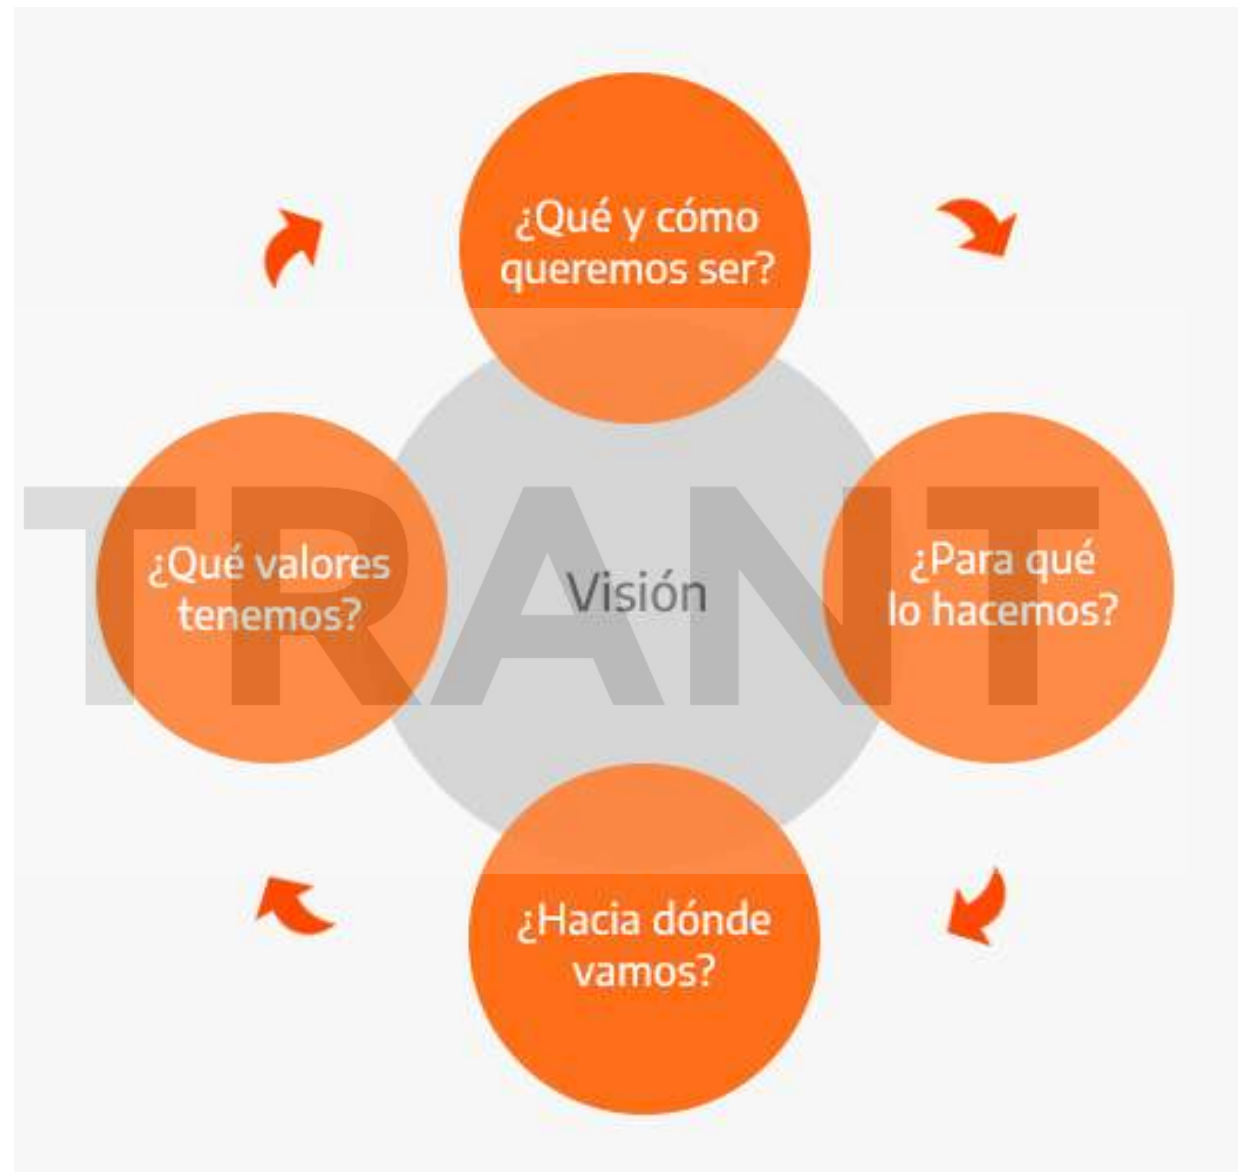 ¿Qué y cómo
queremos ser?
¿Qué valores
tenemos?
Visión
¿Para qué
lo hacemos?
¿Hacia dónde
vamos?
TRANT